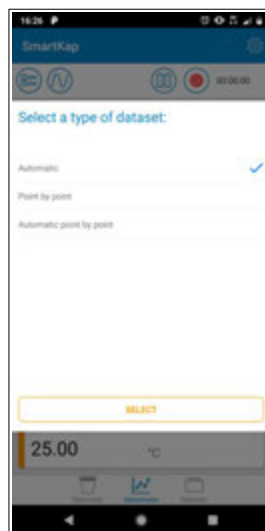 16:26
SmartKap
00:00:00
Select a type of dataset:
Automatic
Point by point
Automatic point by point
SELECT
25.00 °C